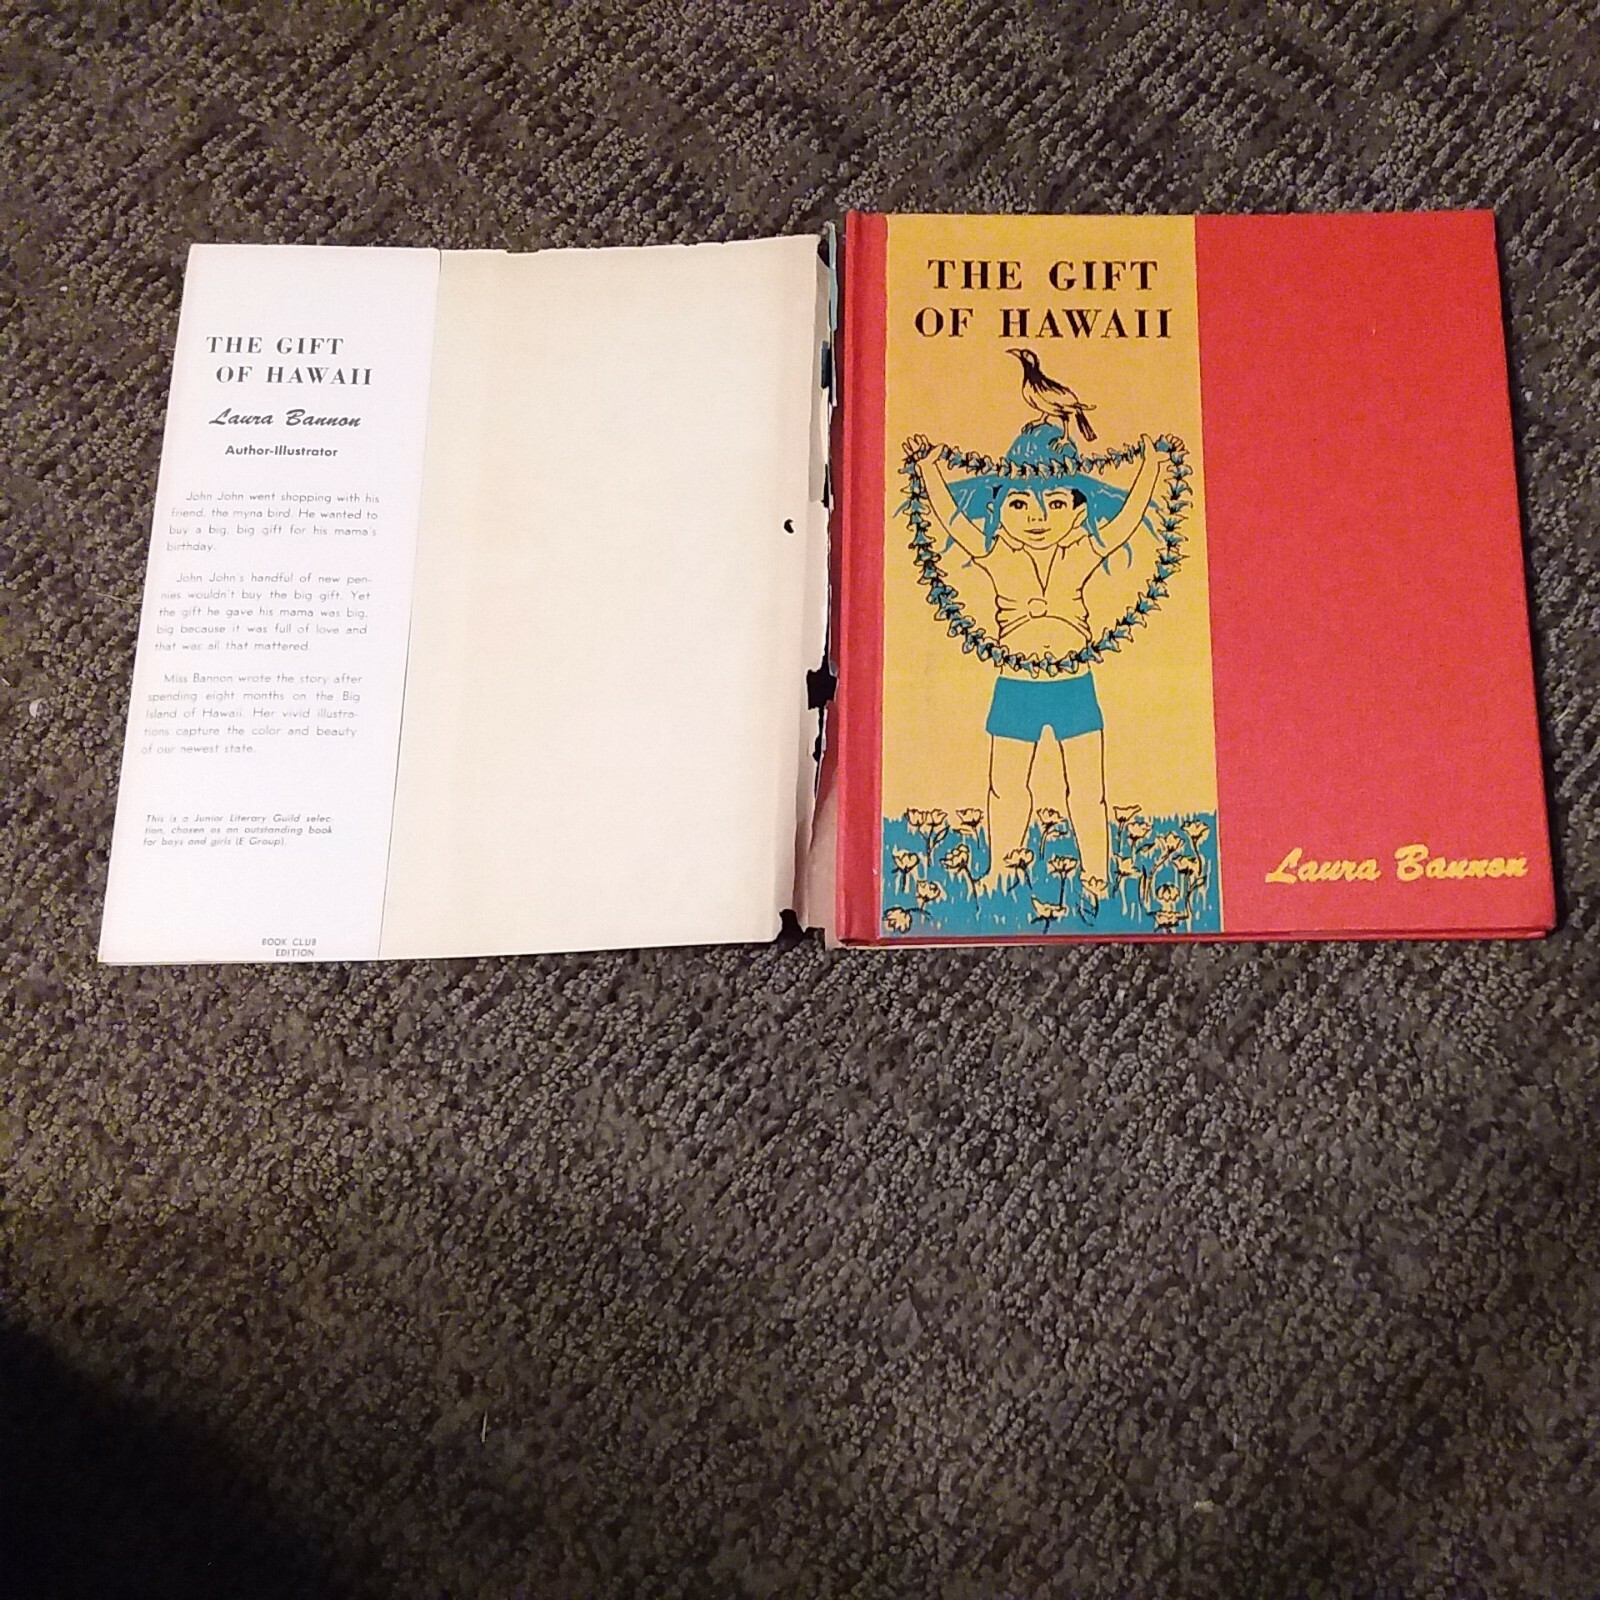 THE GIFT
OF HAWAII
Laura Bannon
Author-Illustrator
John John went shopping with his
friend, the myna bird. He wanted to
buy a big, big gift for his mama's
birthday.
John John's handful of new pen-
nies wouldn't buy the big gift. Yet
the gift he gave his mama was big,
big because it was full of love and
that was all that mattered.
Miss Bannon wrote the story after
spending eight months on the Big
Island of Hawaii. Her vivid illustra-
tions capture the color and beauty
of our newest state.
This is a Junior Literary Guild selec-
tion, chosen as an outstanding book
for boys and girls (E Group).
BOOK CLUB
EDITION
THE GIFT
OF HAWAII
Laura Bannon